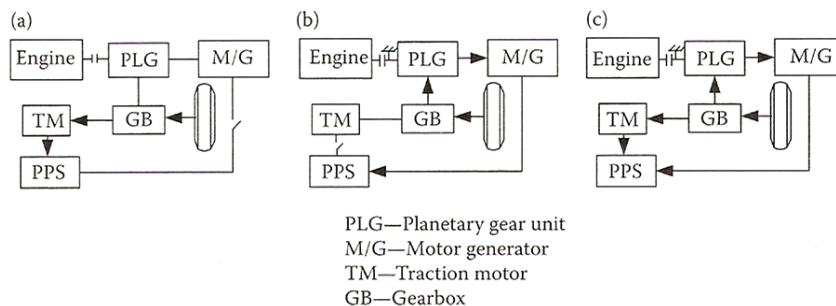 (a)
Engine
PLG
M/G
TM
GB
PPS
(b)
Engine
PLG
M/G
TM
GB
PPS
(c)
Engine
PLG
M/G
TM
GB
PPS
PLG—Planetary gear unit
M/G—Motor generator
TM—Traction motor
GB—Gearbox